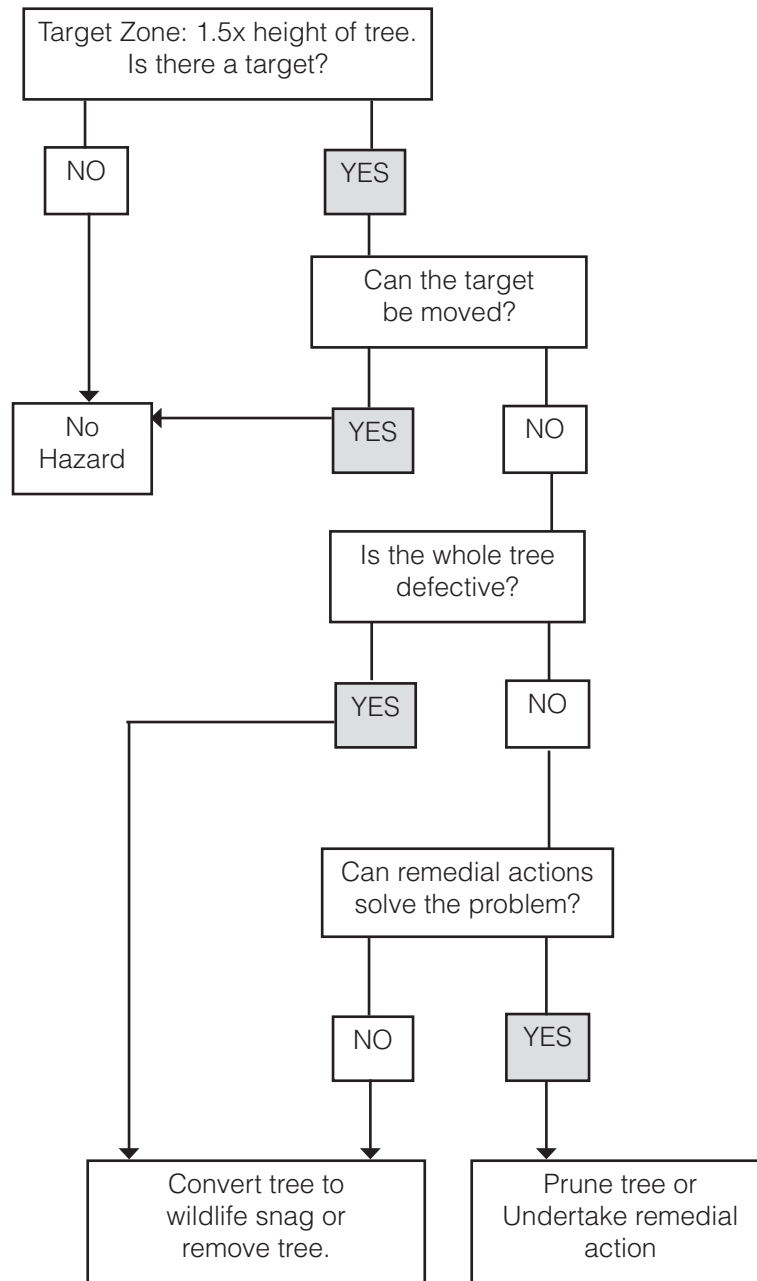 Target Zone: 1.5x height of tree.
Is there a target?
NO
YES
Can the target
be moved?
No
Hazard
YES
NO
Is the whole tree
defective?
YES
NO
Can remedial actions
solve the problem?
NO
YES
Convert tree to
wildlife snag or
remove tree.
Prune tree or
Undertake remedial
action